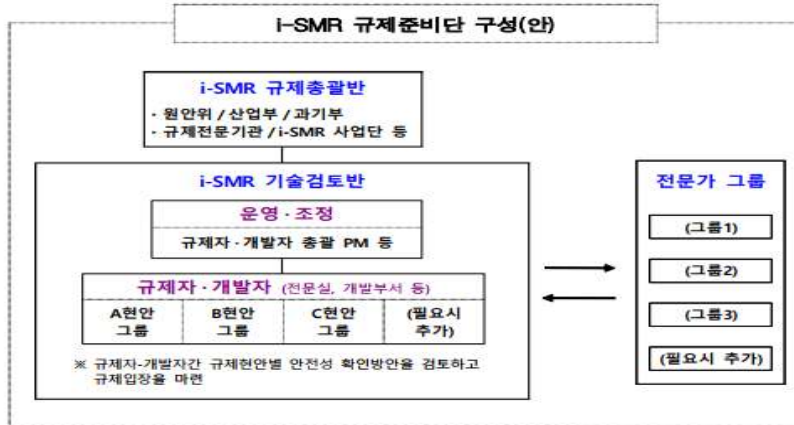 i-SMR 규제준비단 구성(안)
i-SMR 규제총괄반
· 원안위 / 산업부 / 과기부
· 규제전문기관 / i-SMR 사업단 등
i-SMR 기술검토반
운영 · 조정
규제자 · 개발자 총괄 PM 등
규제자 · 개발자 (전문실, 개발부서 등)
A현안
그룹
B현안
그룹
C현안
그룹
(필요시
추가)
※ 규제자-개발자간 규제현안별 안전성 확인방안을 검토하고
규제입장을 마련
전문가 그룹
(그룹1)
(그룹2)
(그룹3)
(필요시 추가)